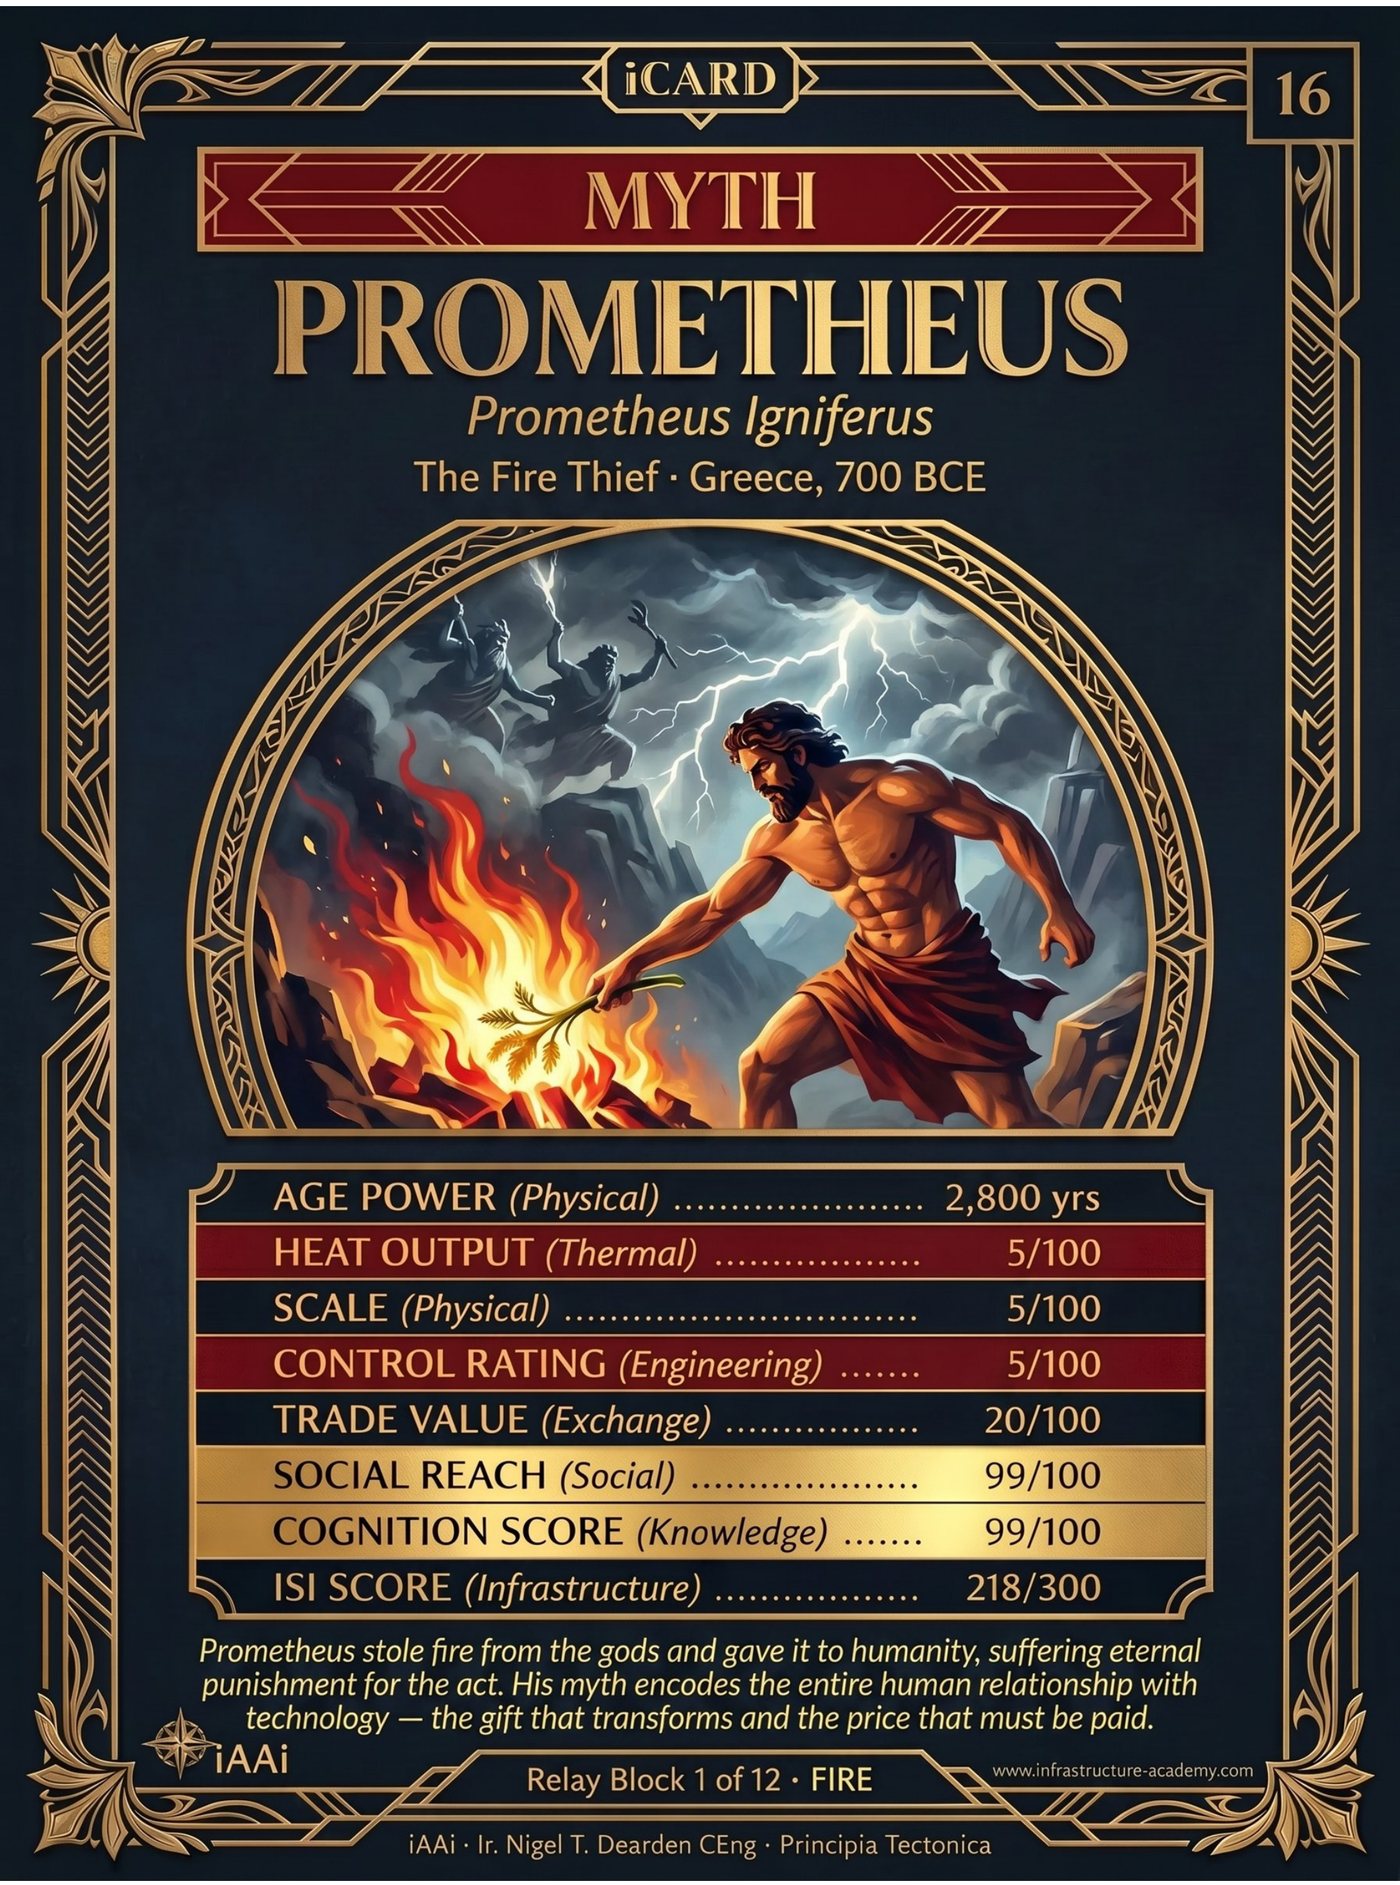 iCARD
16
MYTH
PROMETHEUS
Prometheus Igniferus
The Fire Thief · Greece, 700 BCE
AGE POWER (Physical) ...................... 2,800 yrs
HEAT OUTPUT (Thermal) .................. 5/100
SCALE (Physical) ............................... 5/100
CONTROL RATING (Engineering) ....... 5/100
TRADE VALUE (Exchange) ................. 20/100
SOCIAL REACH (Social) .................... 99/100
COGNITION SCORE (Knowledge) ....... 99/100
ISI SCORE (Infrastructure) .................. 218/300
Prometheus stole fire from the gods and gave it to humanity, suffering eternal
punishment for the act. His myth encodes the entire human relationship with
technology — the gift that transforms and the price that must be paid.
iAAi
Relay Block 1 of 12 · FIRE
www.infrastructure-academy.com
iAAi · Ir. Nigel T. Dearden CEng · Principia Tectonica